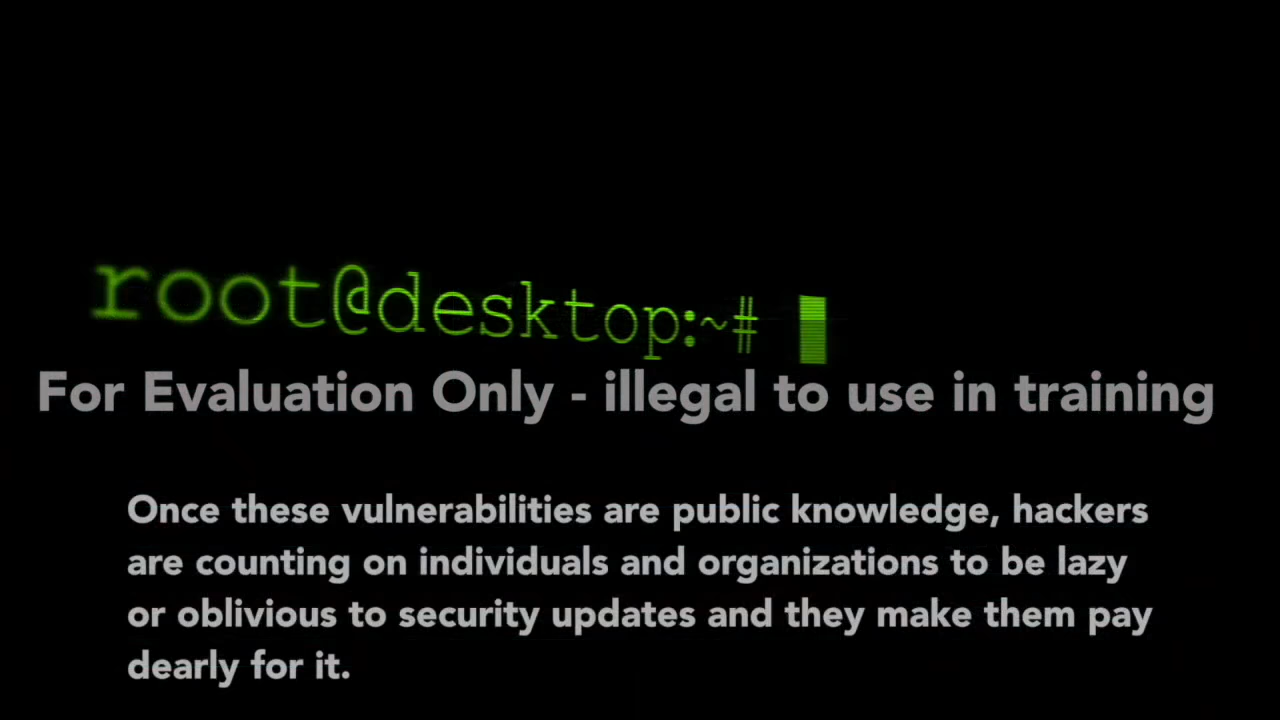 root@desktop:~#
For Evaluation Only - illegal to use in training
Once these vulnerabilities are public knowledge, hackers
are counting on individuals and organizations to be lazy
or oblivious to security updates and they make them pay
dearly for it.